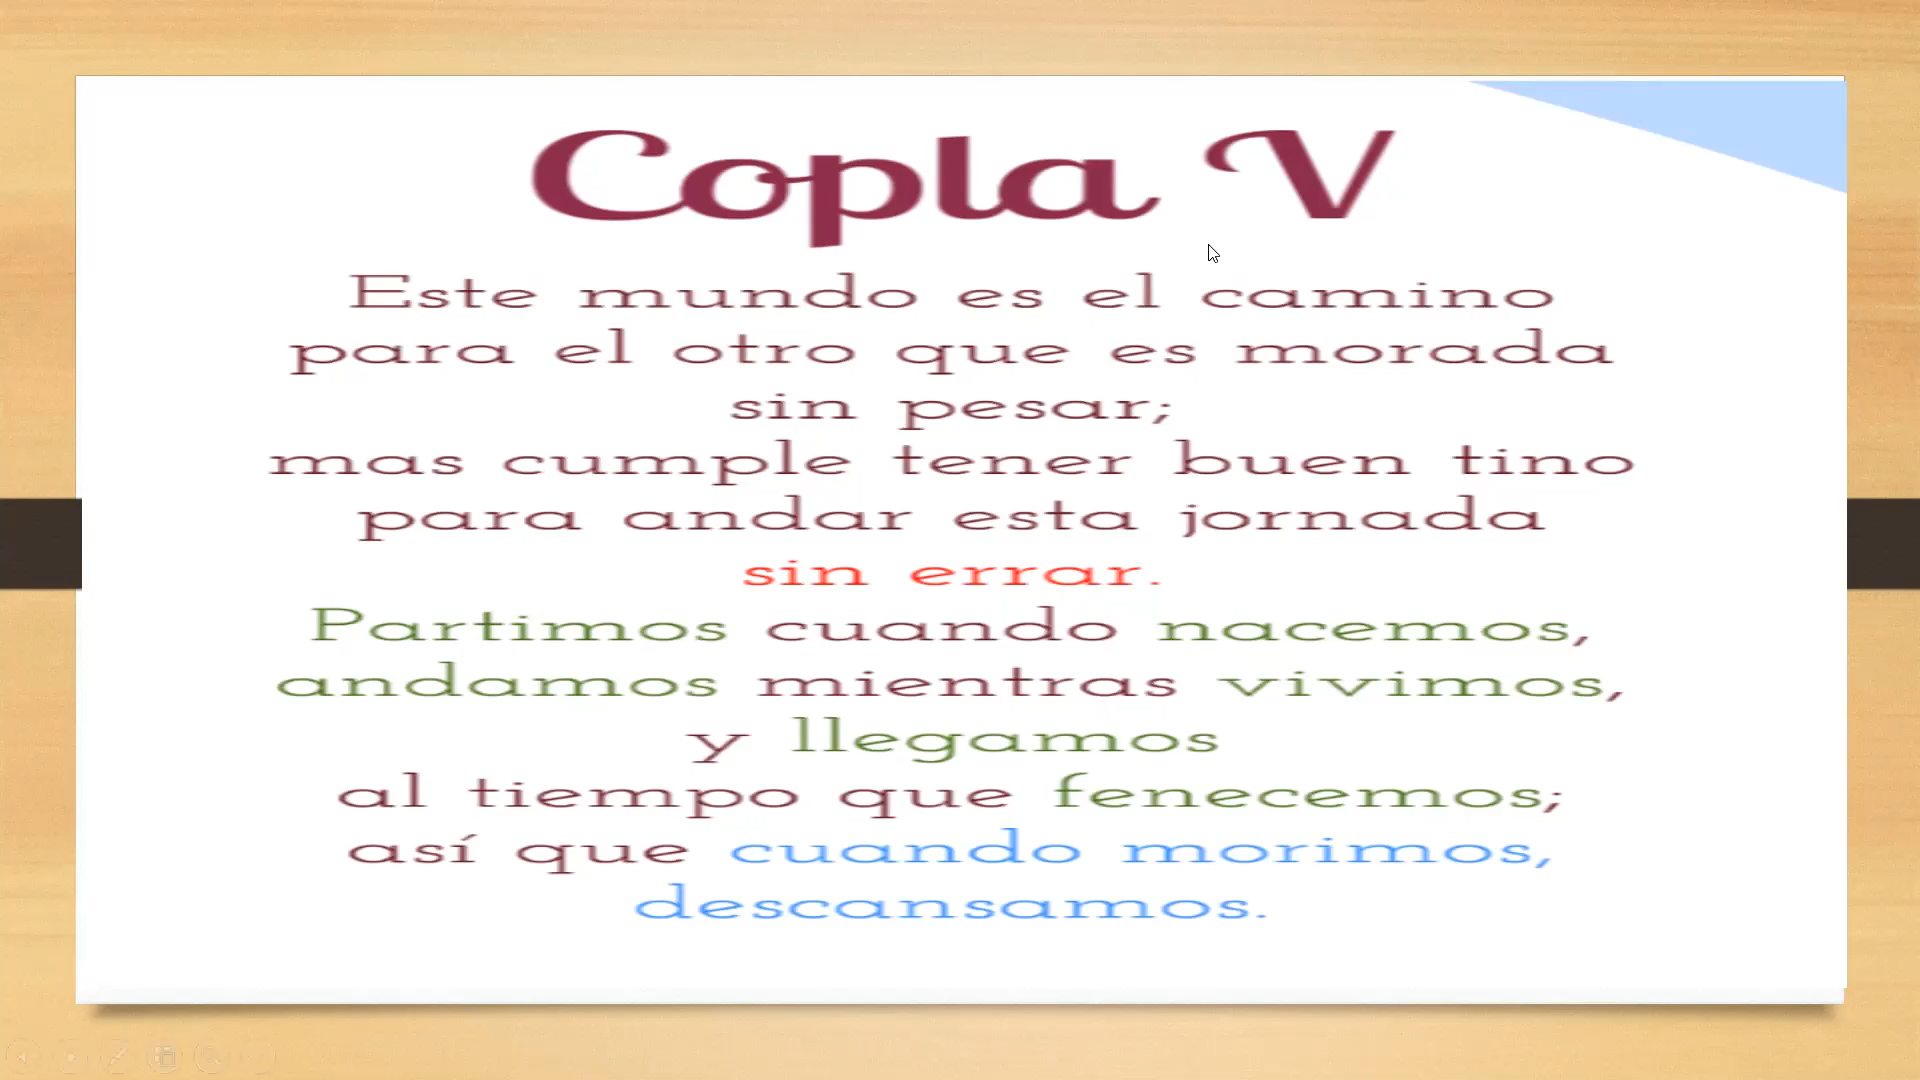 Copla V
Este mundo es el camino
para el otro que es morada
sin pesar;
mas cumple tener buen tino
para andar esta jornada
sin errar.
Partimos cuando nacemos,
andamos mientras vivimos,
y llegamos
al tiempo que fenecemos;
así que cuando morimos,
descansamos.